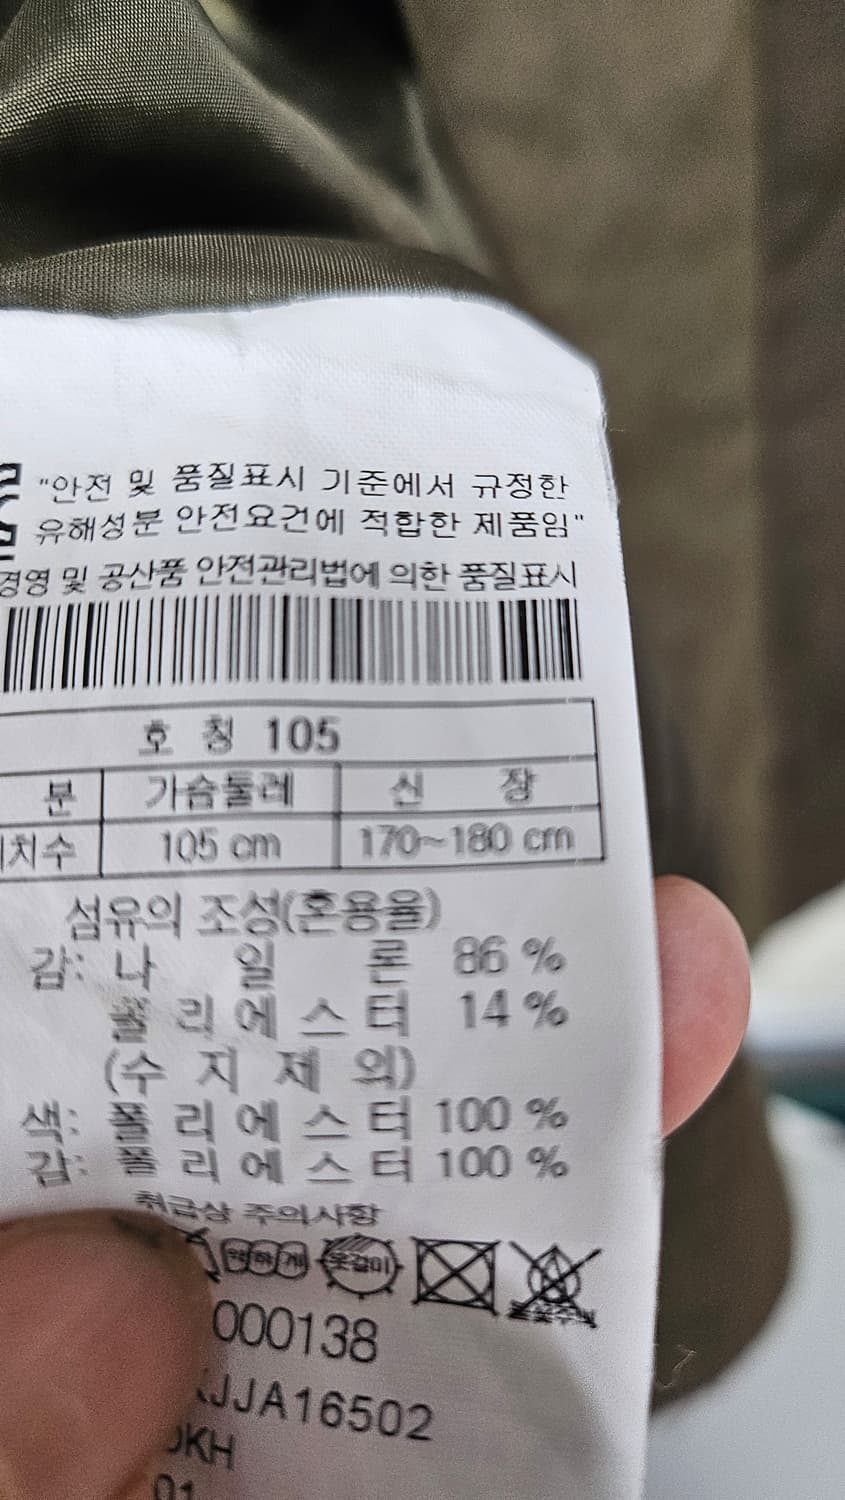 "안전 및 품질표시 기준에서 규정한
유해성분 안전요건에 적합한 제품임"
경영 및 공산품 안전관리법에 의한 품질표시
호 칭 105
분 가슴둘레 신 장
치수 105 cm 170~180 cm
섬유의 조성(혼용율)
감: 나 일 론 86 %
폴 리 에 스 터 14 %
(수 지 제 외)
색: 폴 리 에 스 터 100 %
감: 폴 리 에 스 터 100 %
취급상 주의사항
약하게 옷걸이
000138
JJA16502
KH
01